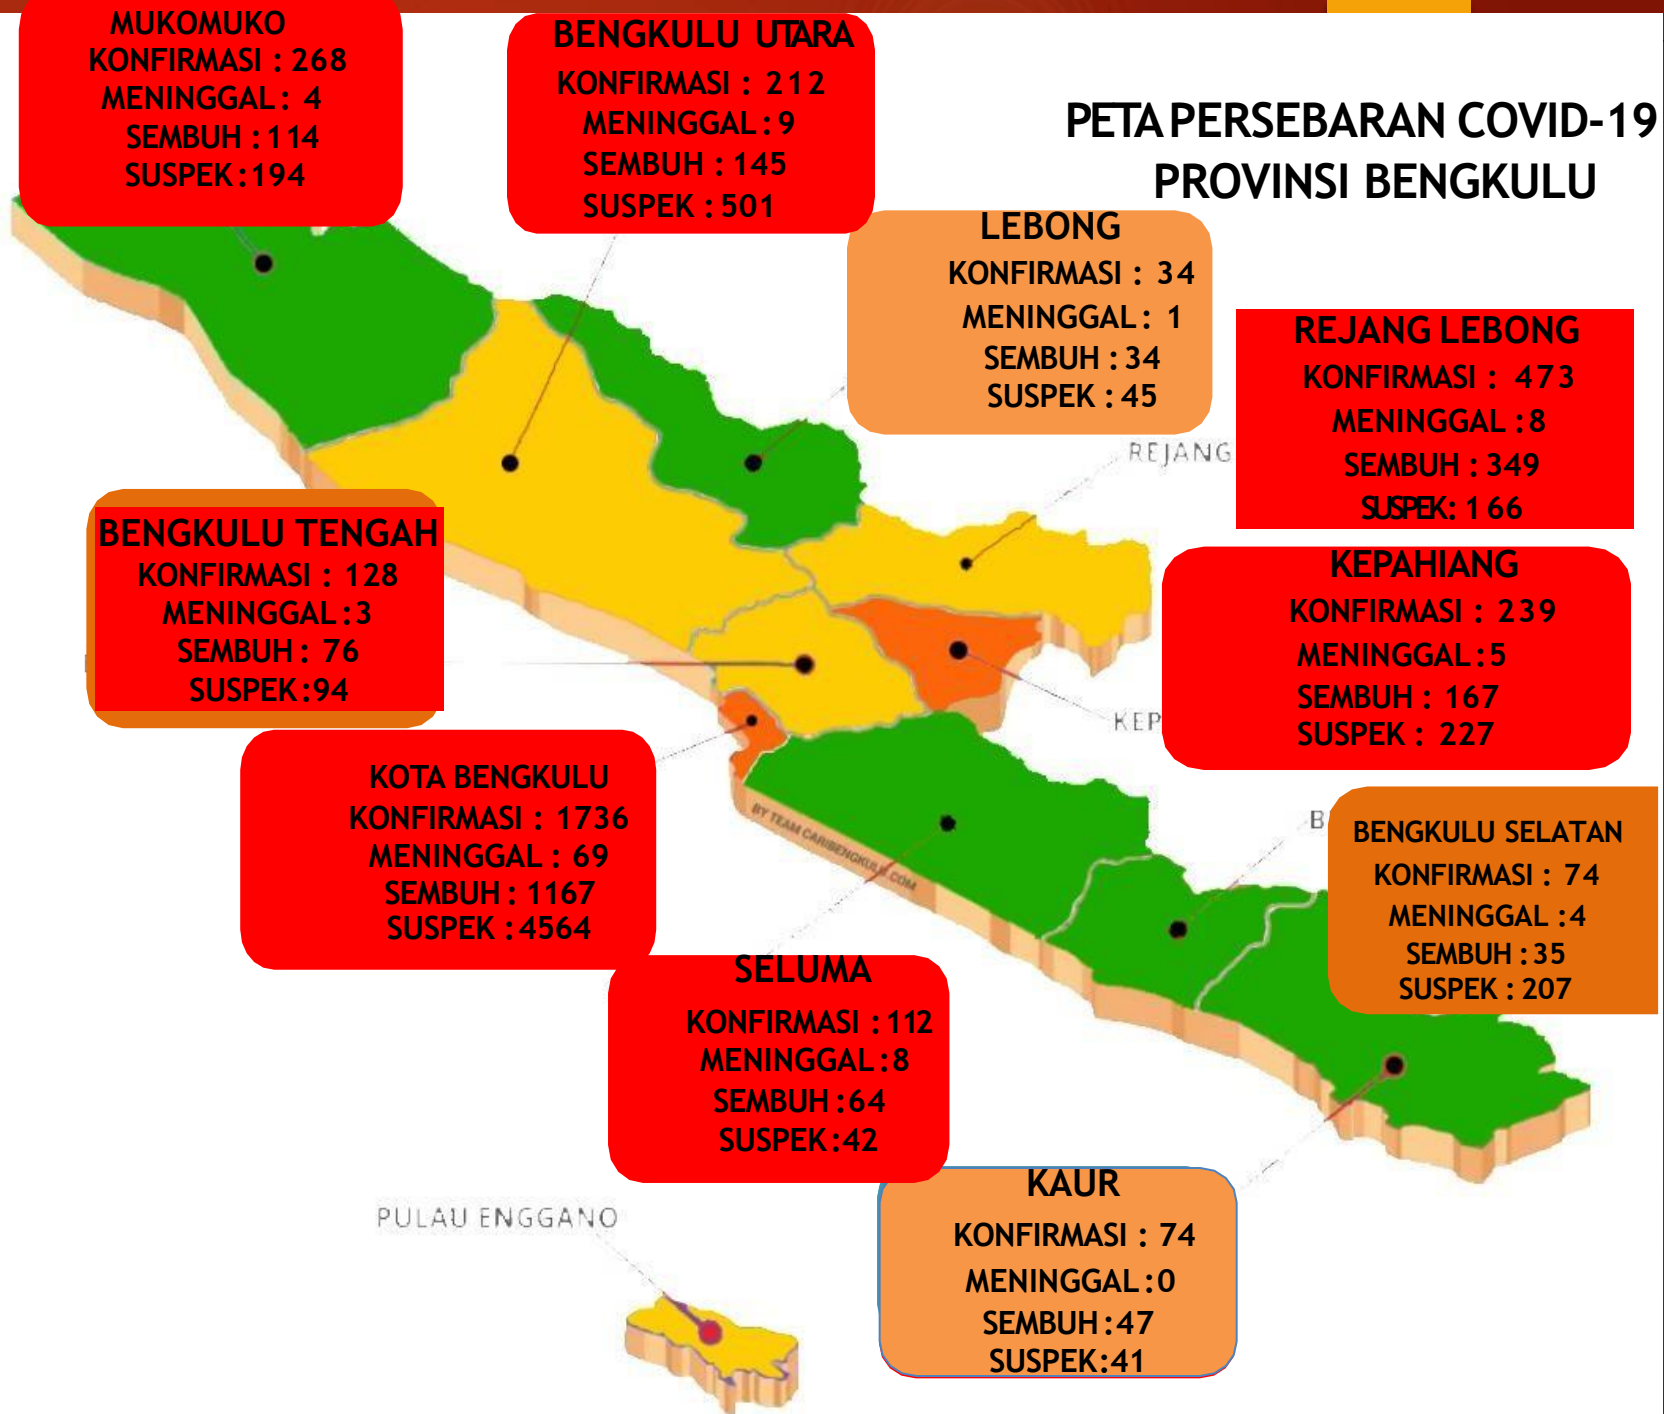 PETA PERSEBARAN COVID-19
PROVINSI BENGKULU
MUKOMUKO
KONFIRMASI : 268
MENINGGAL : 4
SEMBUH : 114
SUSPEK : 194
BENGKULU UTARA
KONFIRMASI : 212
MENINGGAL : 9
SEMBUH : 145
SUSPEK : 501
LEBONG
KONFIRMASI : 34
MENINGGAL : 1
SEMBUH : 34
SUSPEK : 45
REJANG LEBONG
KONFIRMASI : 473
MENINGGAL : 8
SEMBUH : 349
SUSPEK : 166
REJANG
BENGKULU TENGAH
KONFIRMASI : 128
MENINGGAL : 3
SEMBUH : 76
SUSPEK : 94
KEPAHIANG
KONFIRMASI : 239
MENINGGAL : 5
SEMBUH : 167
SUSPEK : 227
KEP
KOTA BENGKULU
KONFIRMASI : 1736
MENINGGAL : 69
SEMBUH : 1167
SUSPEK : 4564
BY TEAM CARIBENGKULU.COM
B
BENGKULU SELATAN
KONFIRMASI : 74
MENINGGAL : 4
SEMBUH : 35
SUSPEK : 207
SELUMA
KONFIRMASI : 112
MENINGGAL : 8
SEMBUH : 64
SUSPEK : 42
KAUR
KONFIRMASI : 74
MENINGGAL : 0
SEMBUH : 47
SUSPEK : 41
PULAU ENGGANO